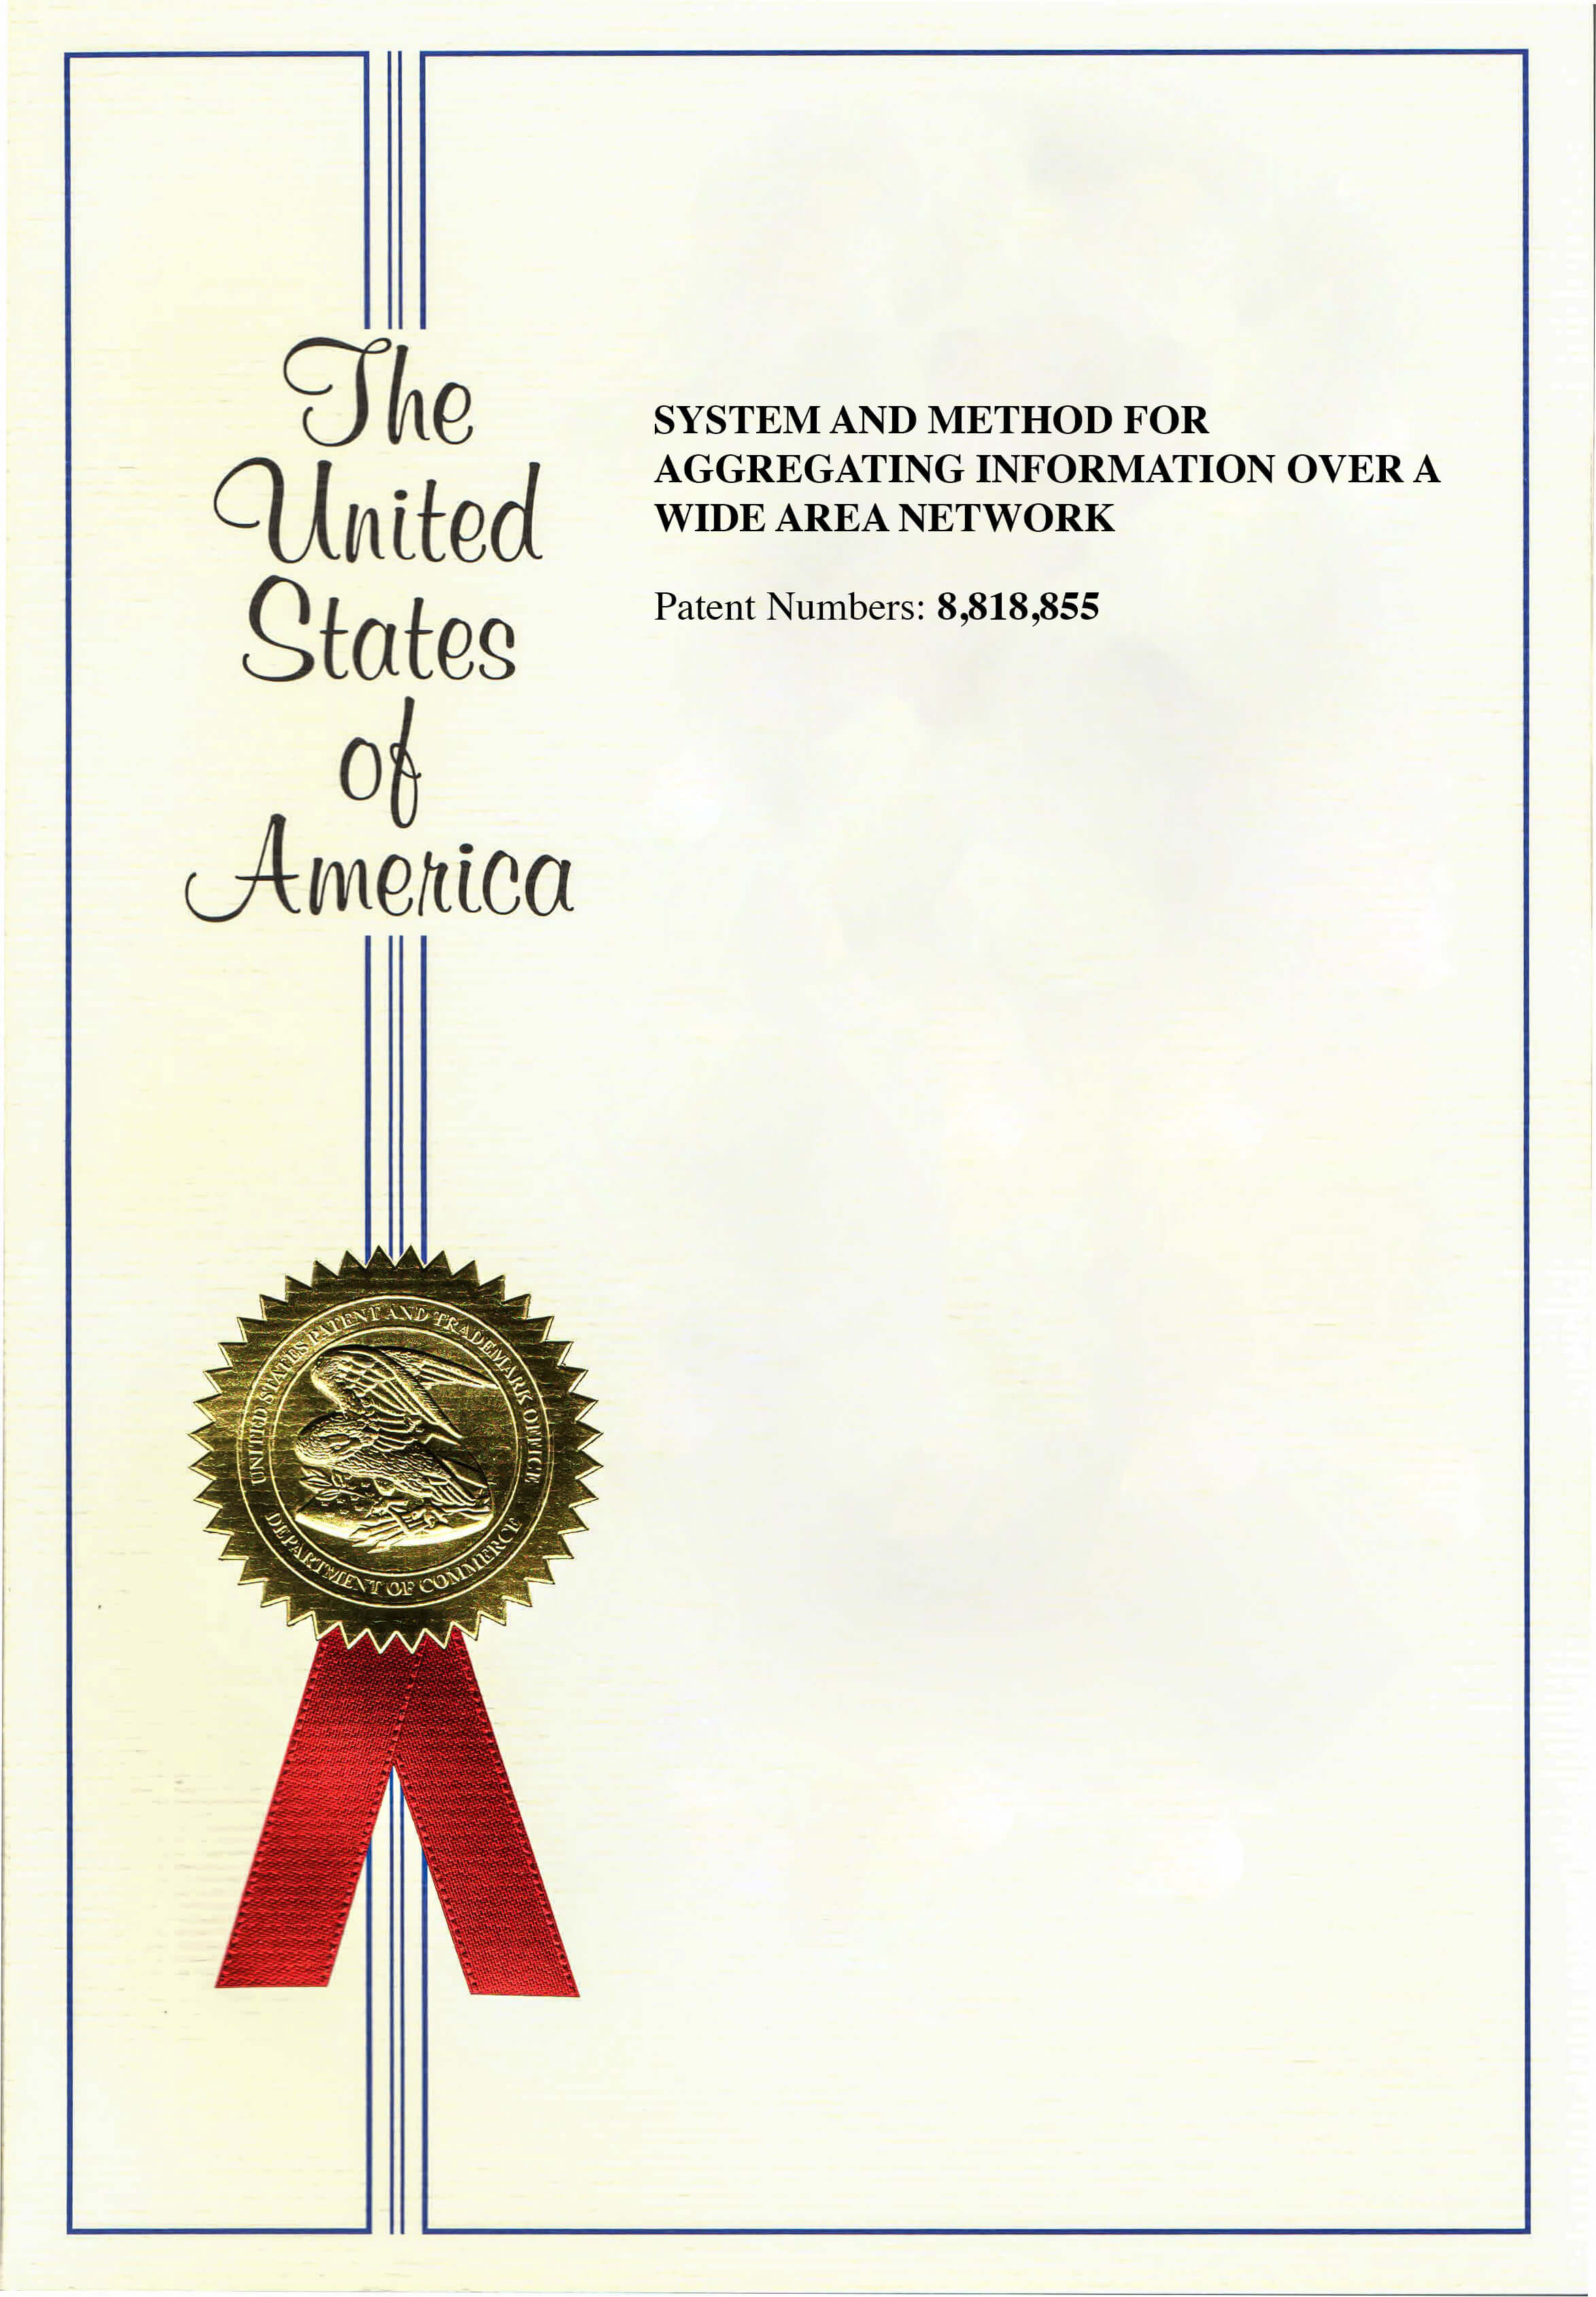 The
United
States
of
America
SYSTEM AND METHOD FOR
AGGREGATING INFORMATION OVER A
WIDE AREA NETWORK
Patent Numbers: 8,818,855
UNITED STATES PATENT AND TRADEMARK OFFICE
DEPARTMENT OF COMMERCE